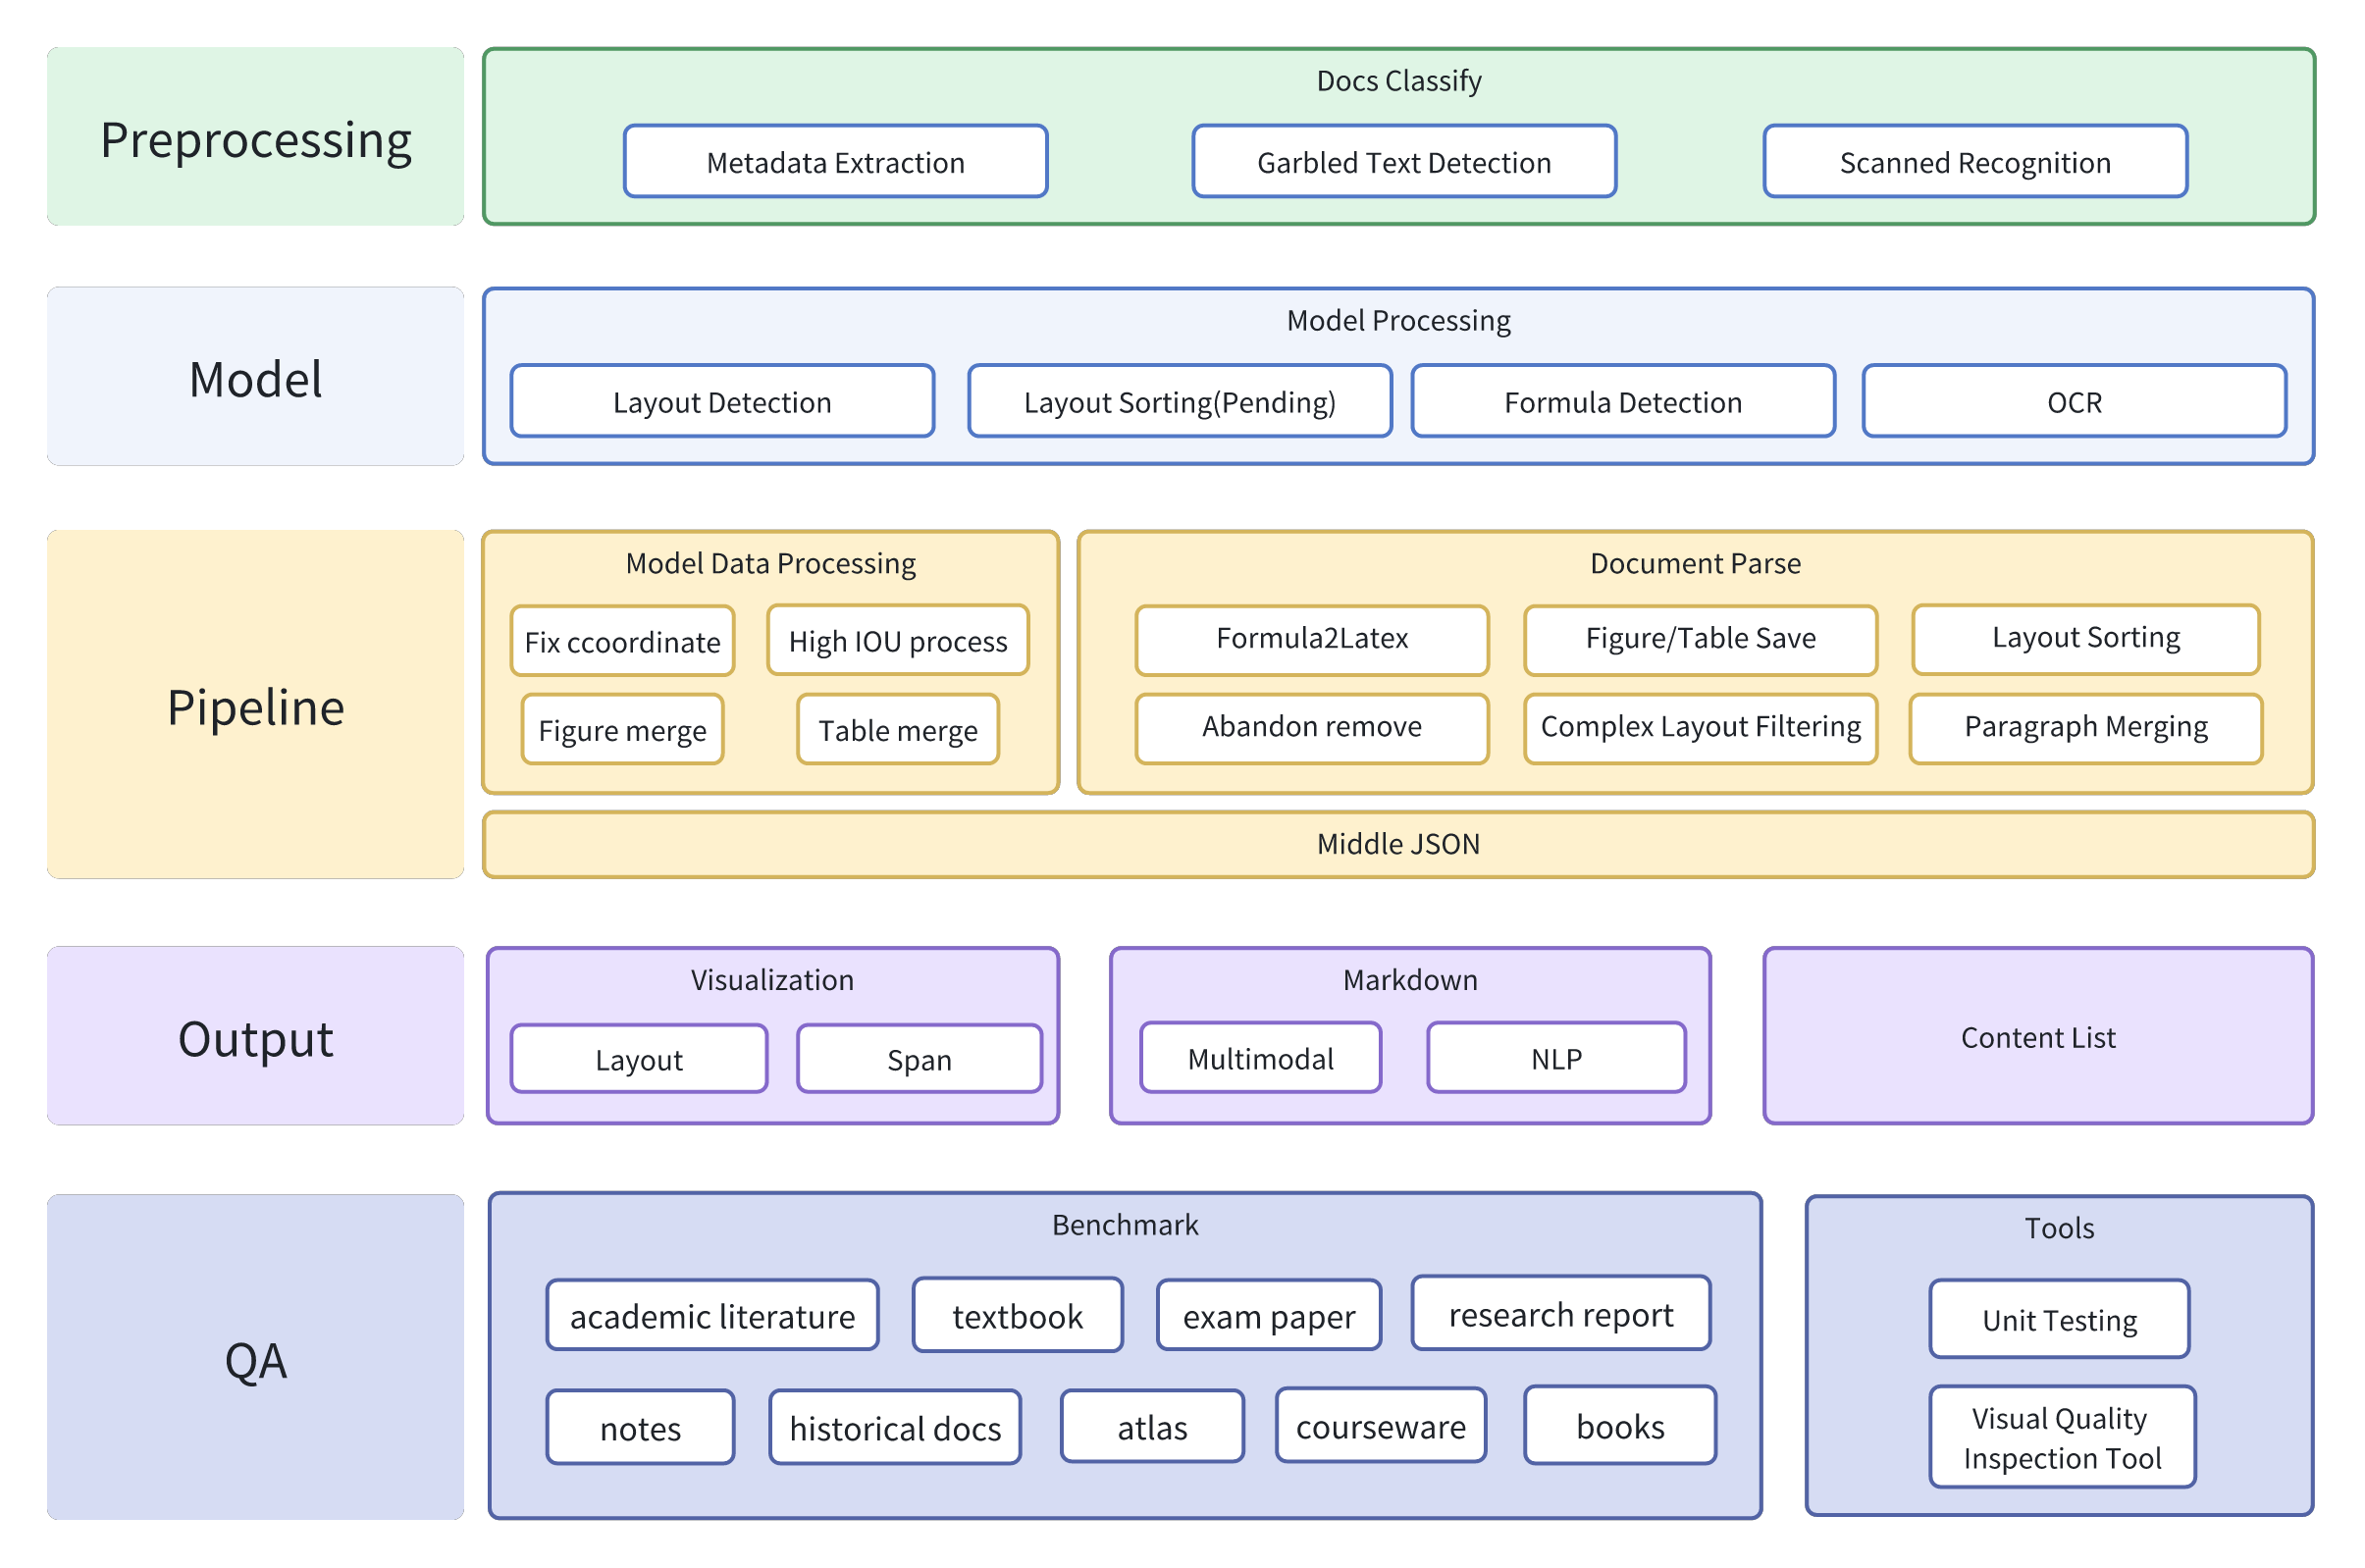 Preprocessing
Docs Classify
Metadata Extraction
Garbled Text Detection
Scanned Recognition
Model
Model Processing
Layout Detection
Layout Sorting(Pending)
Formula Detection
OCR
Pipeline
Model Data Processing
Fix ccoordinate
High IOU process
Figure merge
Table merge
Document Parse
Formula2Latex
Figure/Table Save
Layout Sorting
Abandon remove
Complex Layout Filtering
Paragraph Merging
Middle JSON
Output
Visualization
Layout
Span
Markdown
Multimodal
NLP
Content List
QA
Benchmark
academic literature
textbook
exam paper
research report
notes
historical docs
atlas
courseware
books
Tools
Unit Testing
Visual Quality
Inspection Tool